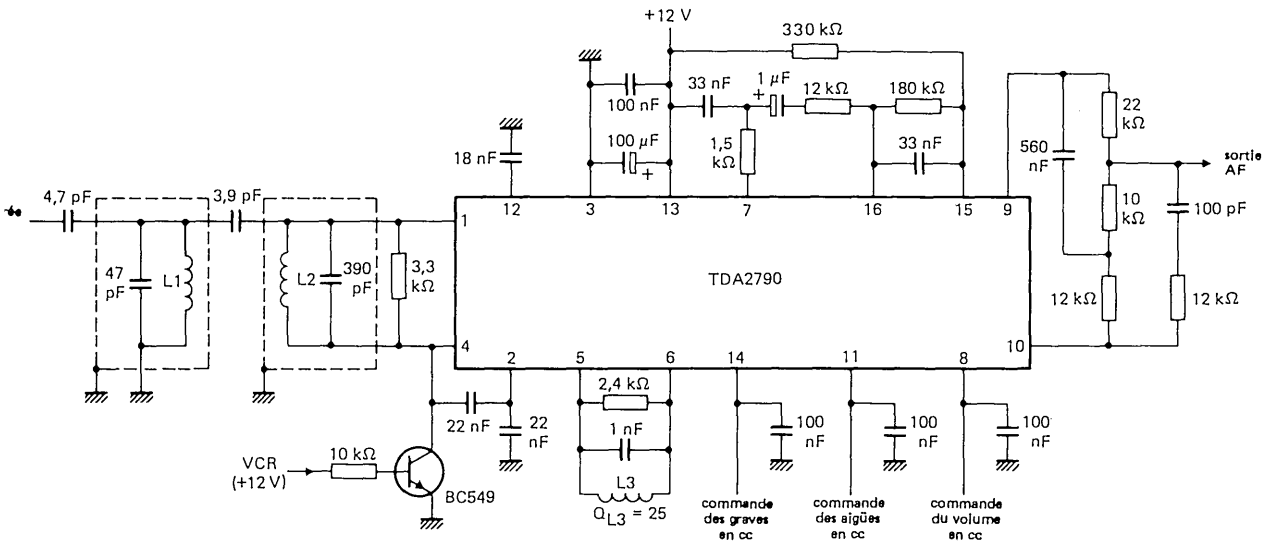 +12 V
330 kΩ
33 nF
1 µF
+
12 kΩ
180 kΩ
100 nF
100 µF
+
1,5
kΩ
33 nF
18 nF
560
nF
22
kΩ
10
kΩ
sortie
AF
100 pF
12 kΩ
12 kΩ
4,7 pF
3,9 pF
47
pF
L1
L2
390
pF
3,3
kΩ
1
12
3
13
7
16
15
9
TDA2790
4
2
5
6
14
11
8
10
22 nF
22
nF
2,4 kΩ
1 nF
L3
QL3 = 25
100
nF
100
nF
100
nF
VCR
(+12 V)
10 kΩ
BC549
commande
des graves
en cc
commande
des aigües
en cc
commande
du volume
en cc